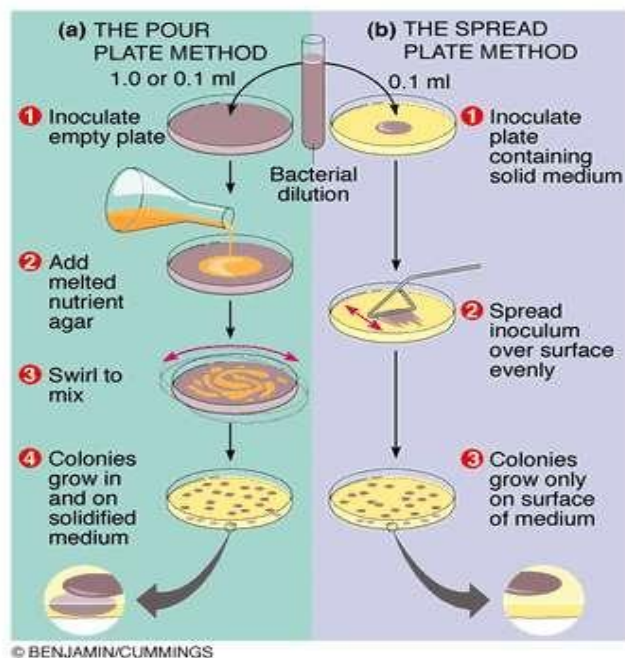 (a) THE POUR
PLATE METHOD
1.0 or 0.1 ml
1 Inoculate
empty plate
2 Add
melted
nutrient
agar
3 Swirl to
mix
4 Colonies
grow in
and on
solidified
medium
Bacterial
dilution
(b) THE SPREAD
PLATE METHOD
0.1 ml
1 Inoculate
plate
containing
solid medium
2 Spread
inoculum
over surface
evenly
3 Colonies
grow only
on surface
of medium
© BENJAMIN/CUMMINGS